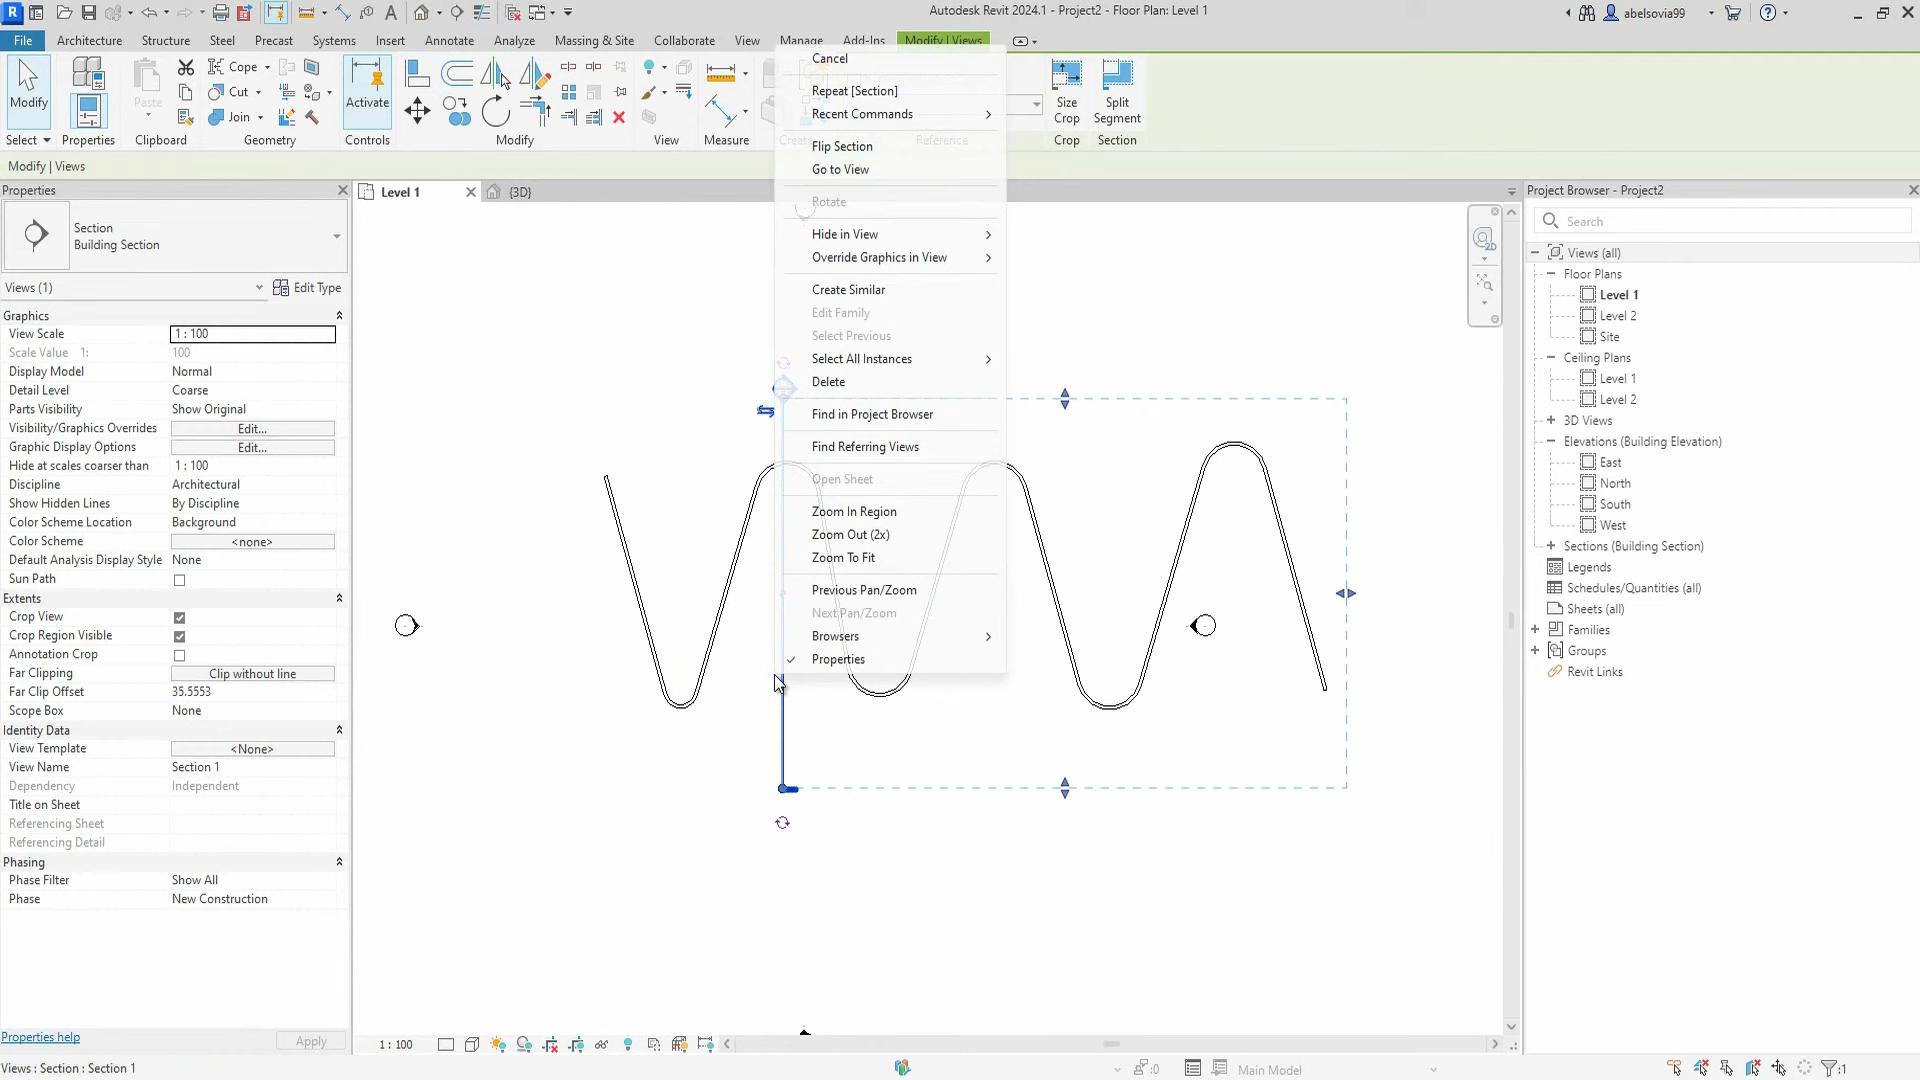 Autodesk Revit 2024.1 - Project2 - Floor Plan: Level 1
abelsovia99
File
Architecture
Structure
Steel
Precast
Systems
Insert
Annotate
Analyze
Massing & Site
Collaborate
View
Manage
Add-Ins
Modify | Views
Modify
Paste
Cope
Cut
Join
Activate
Size
Crop
Split
Segment
Select
Properties
Clipboard
Geometry
Controls
Modify
View
Measure
Create
Reference
Crop
Section
Modify | Views
Properties
Section
Building Section
Views (1)
Edit Type
Graphics
View Scale 1 : 100
Scale Value 1: 100
Display Model Normal
Detail Level Coarse
Parts Visibility Show Original
Visibility/Graphics Overrides Edit...
Graphic Display Options Edit...
Hide at scales coarser than 1 : 100
Discipline Architectural
Show Hidden Lines By Discipline
Color Scheme Location Background
Color Scheme <none>
Default Analysis Display Style None
Sun Path
Extents
Crop View
Crop Region Visible
Annotation Crop
Far Clipping Clip without line
Far Clip Offset 35.5553
Scope Box None
Identity Data
View Template <None>
View Name Section 1
Dependency Independent
Title on Sheet
Referencing Sheet
Referencing Detail
Phasing
Phase Filter Show All
Phase New Construction
Properties help
Apply
Level 1
{3D}
Cancel
Repeat [Section]
Recent Commands
Flip Section
Go to View
Rotate
Hide in View
Override Graphics in View
Create Similar
Edit Family
Select Previous
Select All Instances
Delete
Find in Project Browser
Find Referring Views
Open Sheet
Zoom In Region
Zoom Out (2x)
Zoom To Fit
Previous Pan/Zoom
Next Pan/Zoom
Browsers
Properties
2D
Project Browser - Project2
Search
Views (all)
Floor Plans
Level 1
Level 2
Site
Ceiling Plans
Level 1
Level 2
3D Views
Elevations (Building Elevation)
East
North
South
West
Sections (Building Section)
Legends
Schedules/Quantities (all)
Sheets (all)
Families
Groups
Revit Links
1 : 100
Views : Section : Section 1
:0
Main Model
:1